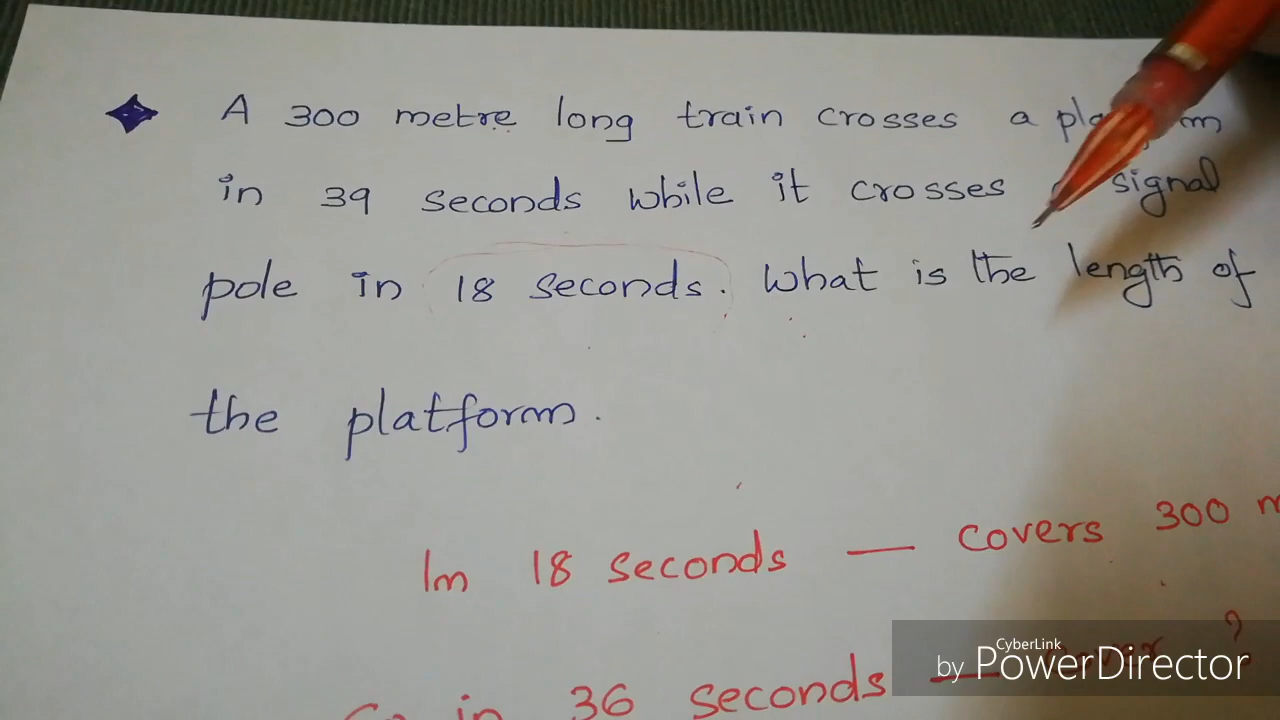 A 300 metre long train crosses a
in 39 seconds while it crosses signal
pole in 18 seconds. What is the length of
the platform.
In 18 seconds — covers 300 m
in 36 seconds — ?
CyberLink
by PowerDirector